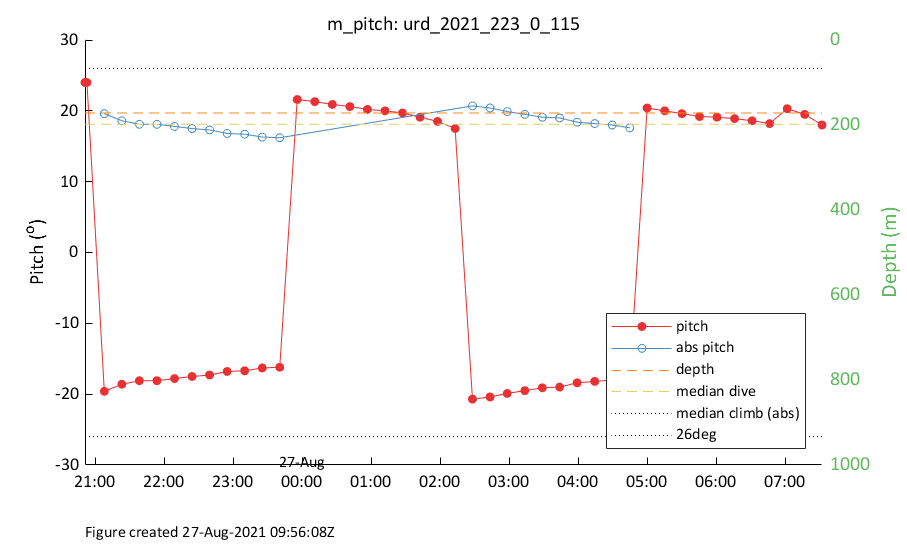 m_pitch: urd_2021_223_0_115
30
20
10
0
-10
-20
-30
Pitch (o)
0
200
400
600
800
1000
Depth (m)
pitch
abs pitch
depth
median dive
median climb (abs)
26deg
27-Aug
21:00 22:00 23:00 00:00 01:00 02:00 03:00 04:00 05:00 06:00 07:00
Figure created 27-Aug-2021 09:56:08Z